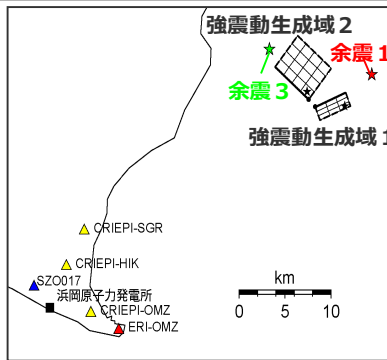 強震動生成域2
余震1
余震3
強震動生成域1
CRIEPI-SGR
CRIEPI-HIK
SZO017
浜岡原子力発電所
CRIEPI-OMZ
ERI-OMZ
km
0 5 10